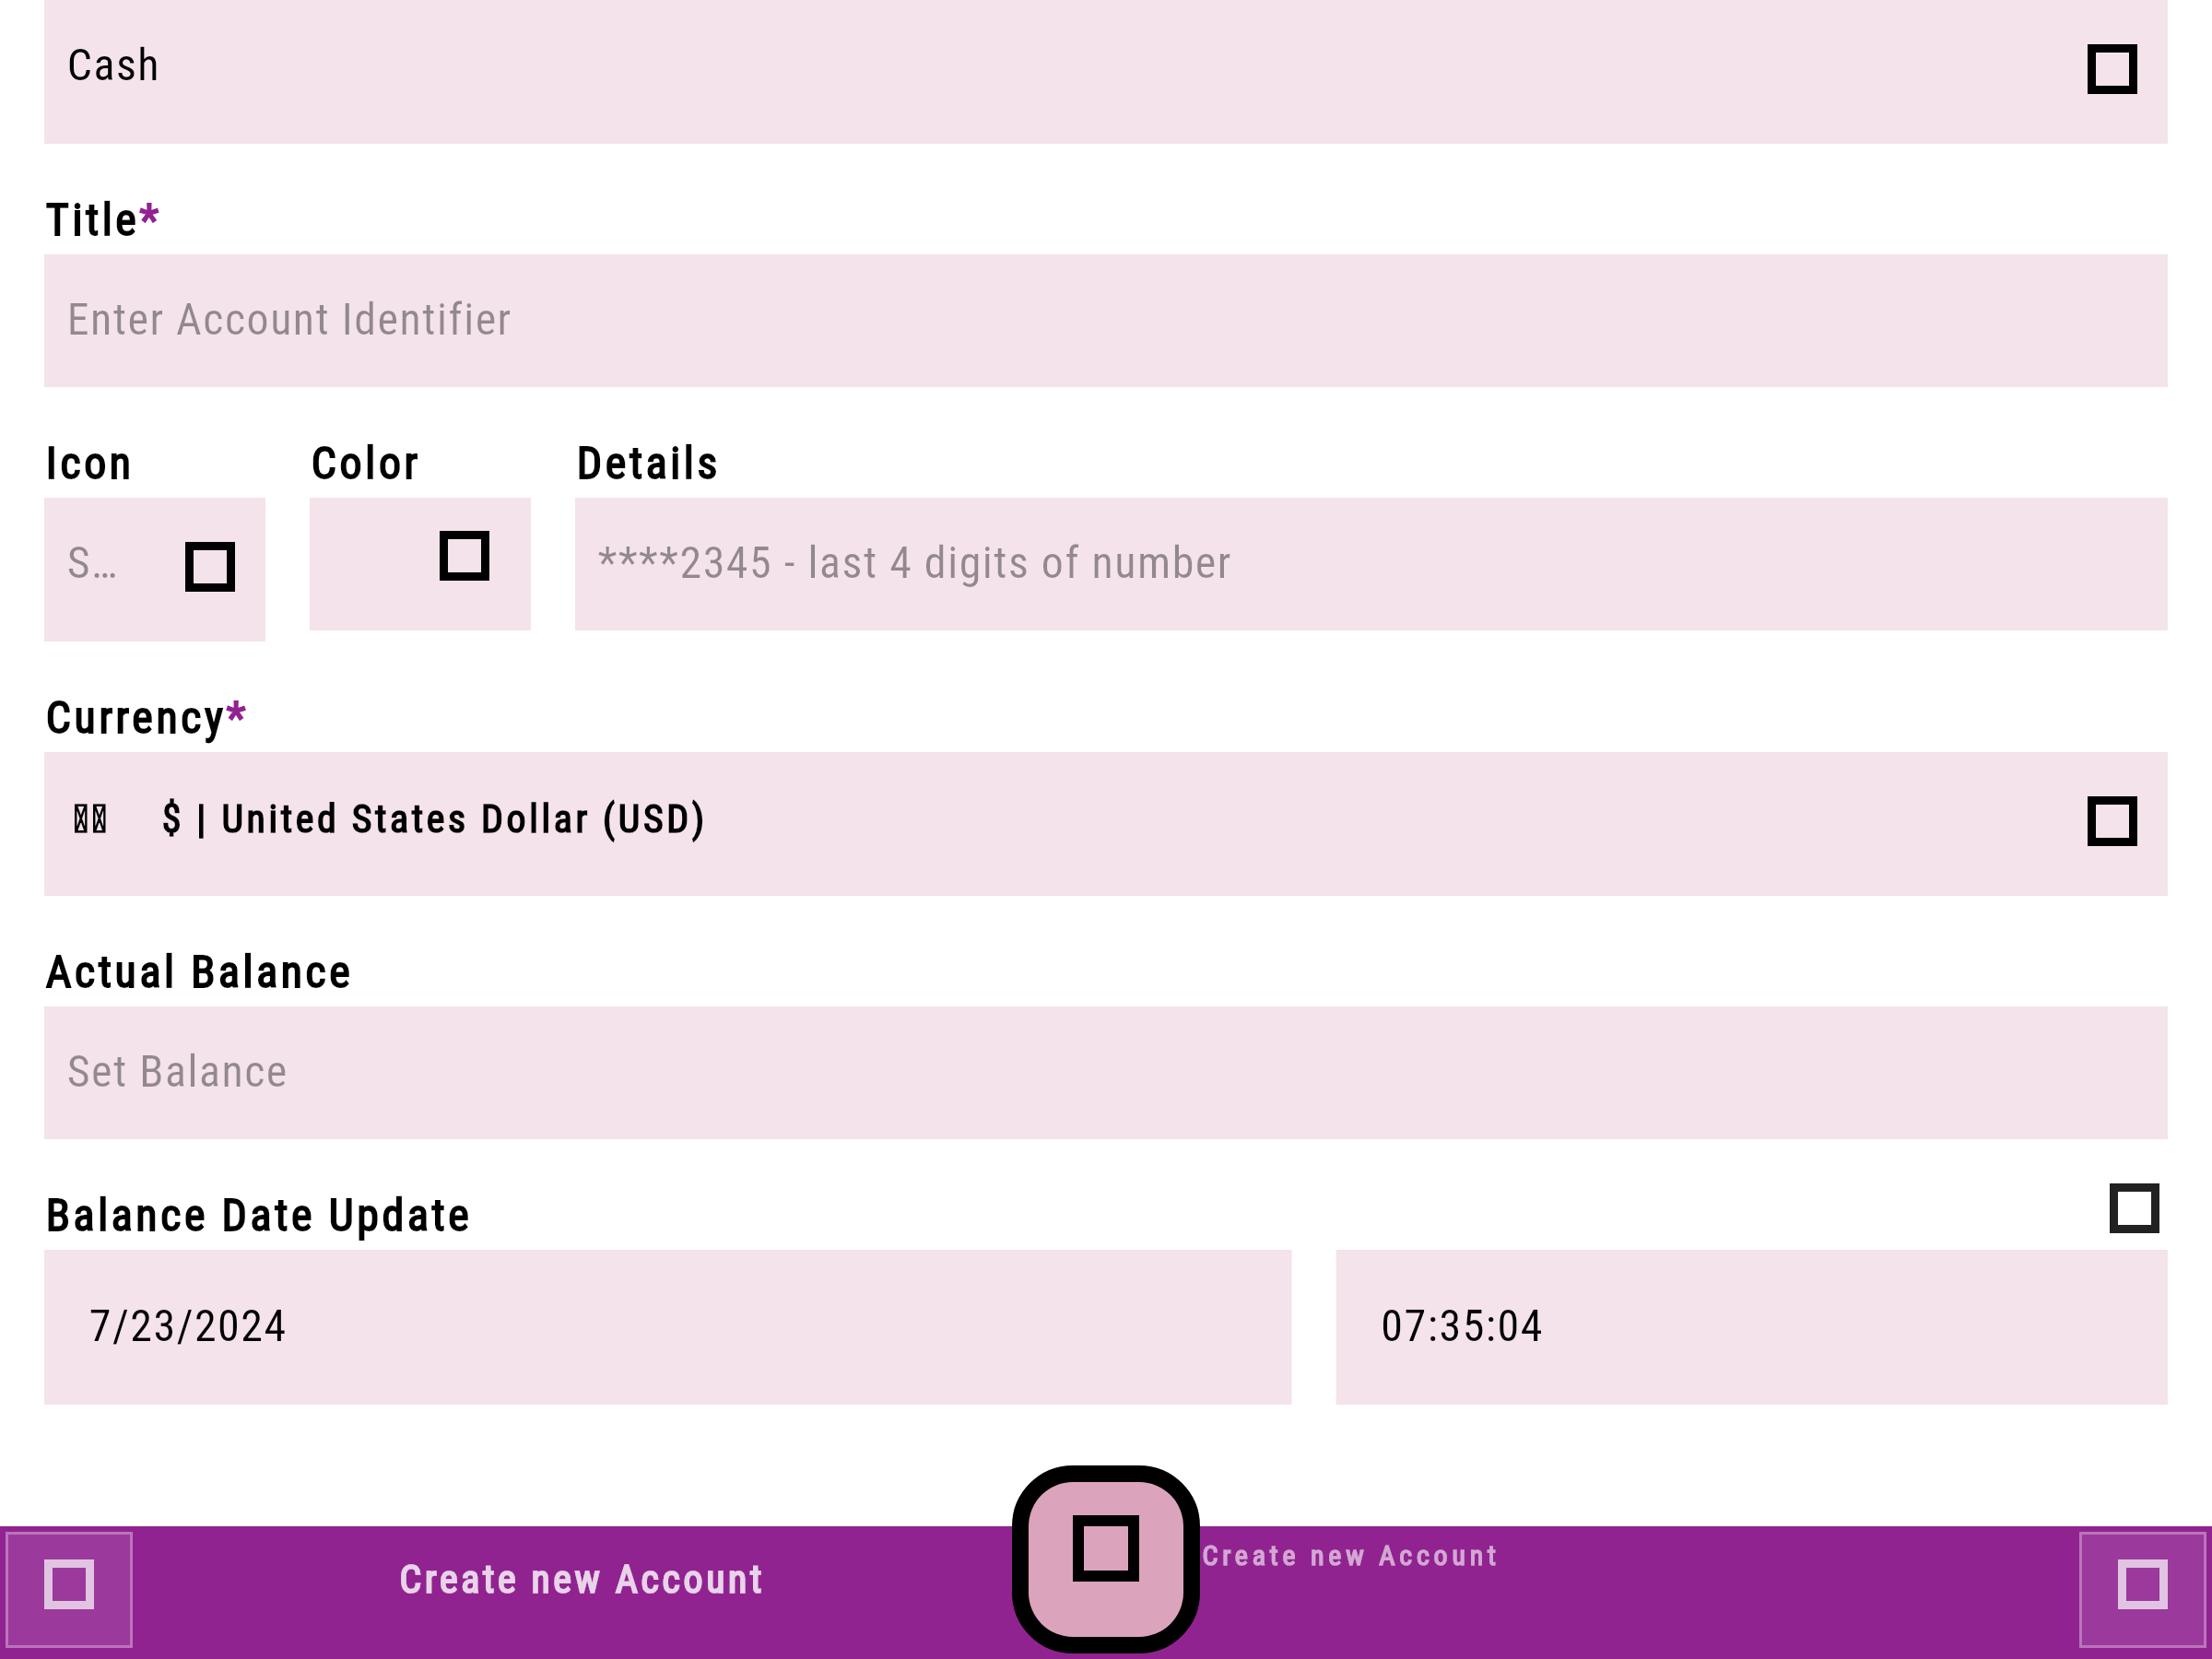 Cash
Title*
Enter Account Identifier
Icon Color Details
S… ****2345 - last 4 digits of number
Currency*
$ | United States Dollar (USD)
Actual Balance
Set Balance
Balance Date Update
7/23/2024 07:35:04
Create new Account Create new Account